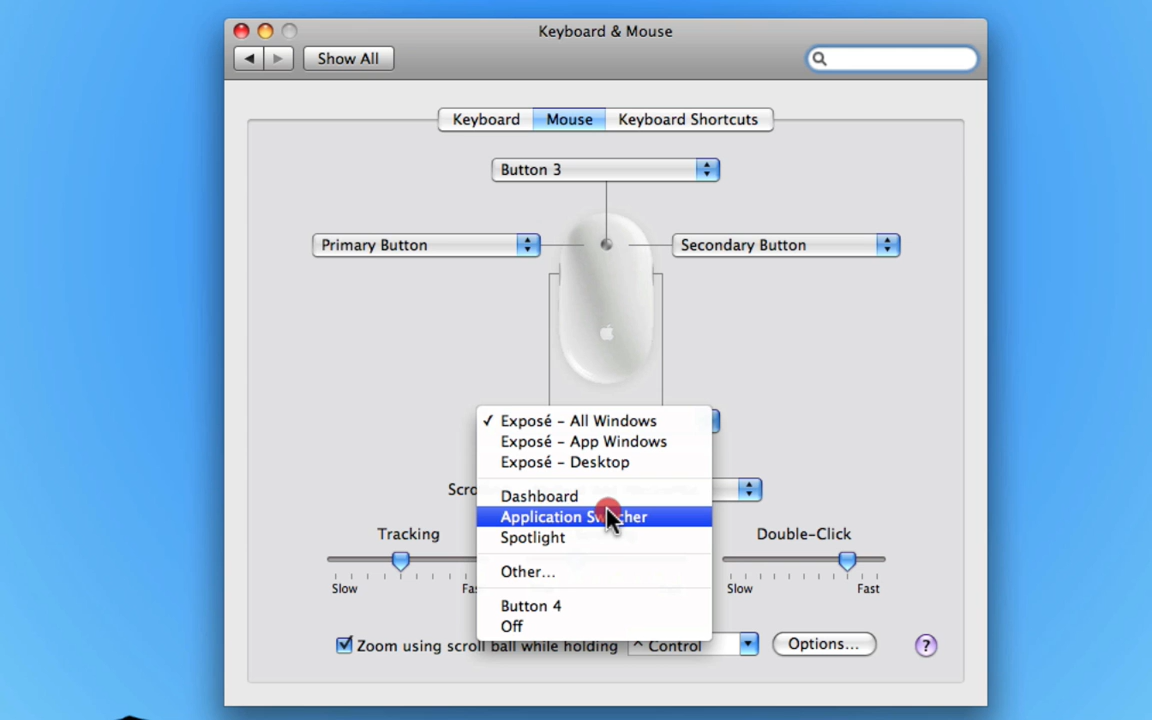 Keyboard & Mouse
Show All
Keyboard Mouse Keyboard Shortcuts
Button 3
Primary Button Secondary Button
✓ Exposé – All Windows
Exposé – App Windows
Exposé – Desktop
Dashboard
Application Switcher
Spotlight
Other...
Button 4
Off
Tracking Double-Click
Slow Slow Fast
Zoom using scroll ball while holding ^ Control Options... ?